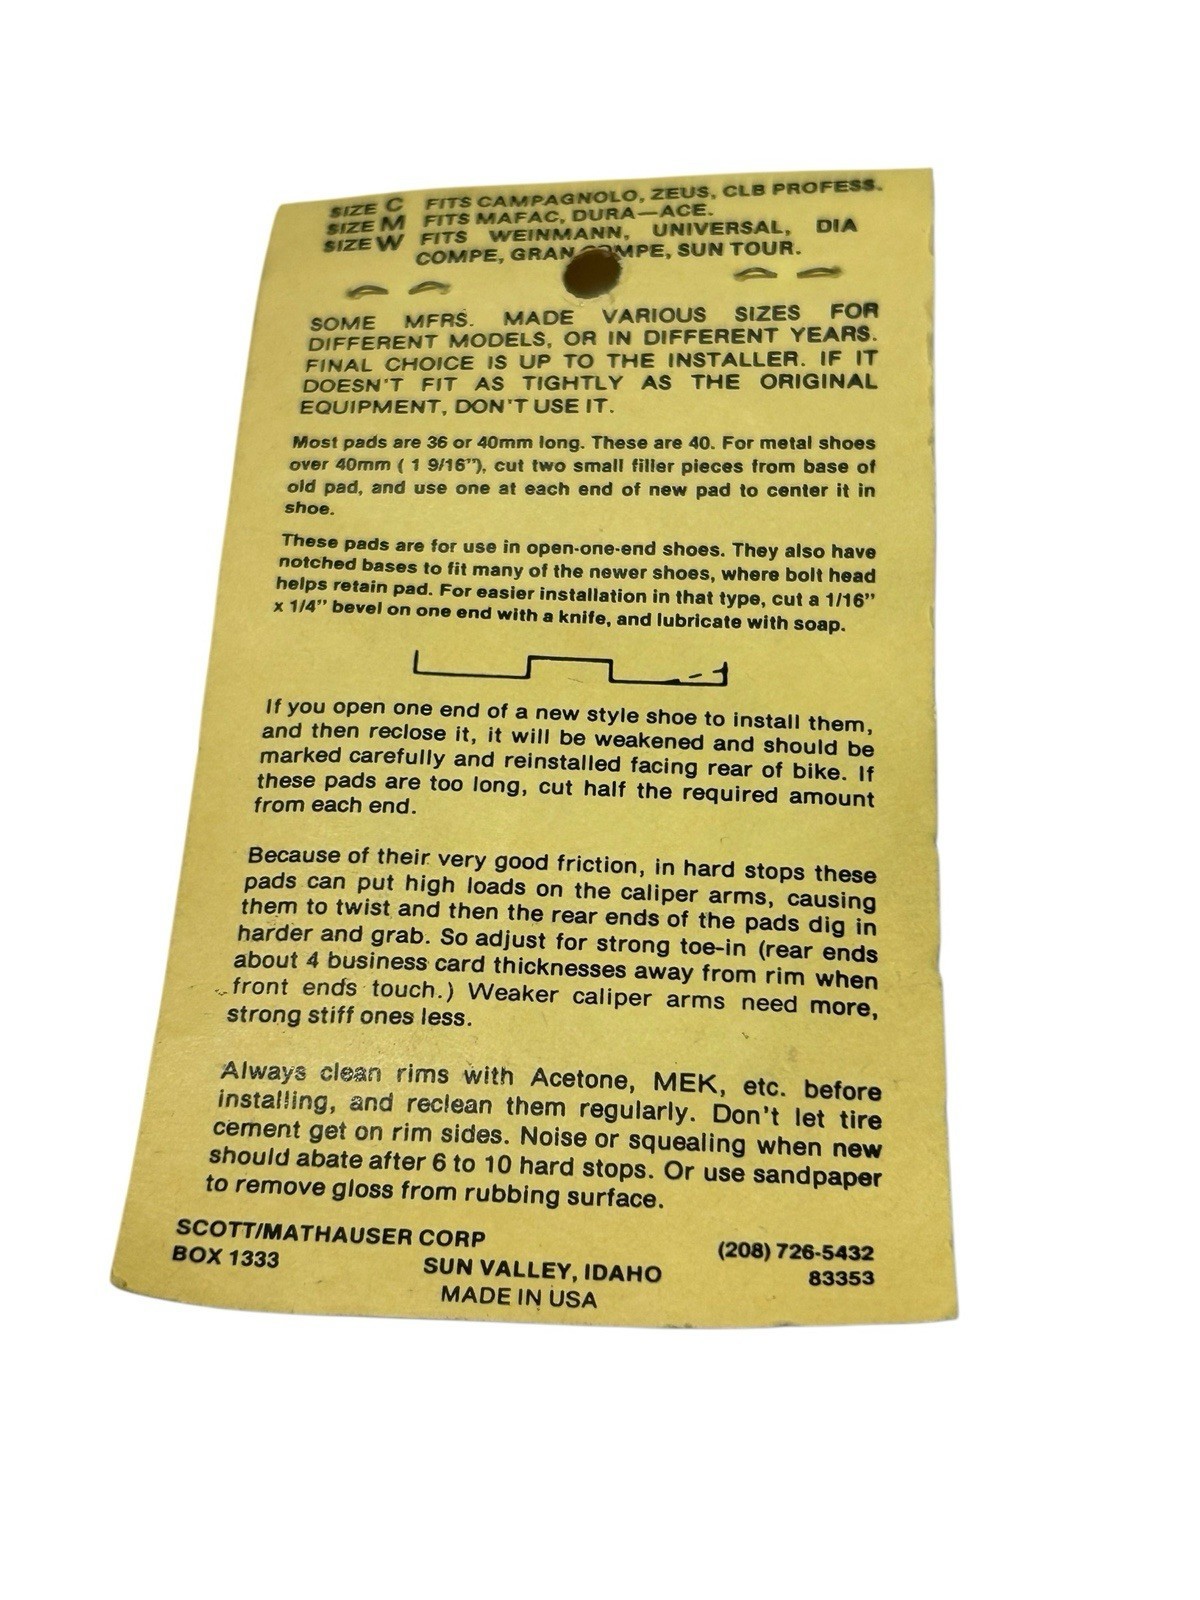 SIZE C FITS CAMPAGNOLO, ZEUS, CLB PROFESS.
SIZE M FITS MAFAC, DURA—ACE.
SIZE W FITS WEINMANN, UNIVERSAL, DIA
COMPE, GRAN COMPE, SUN TOUR.
SOME MFRS. MADE VARIOUS SIZES FOR
DIFFERENT MODELS, OR IN DIFFERENT YEARS.
FINAL CHOICE IS UP TO THE INSTALLER. IF IT
DOESN'T FIT AS TIGHTLY AS THE ORIGINAL
EQUIPMENT, DON'T USE IT.
Most pads are 36 or 40mm long. These are 40. For metal shoes
over 40mm ( 1 9/16"), cut two small filler pieces from base of
old pad, and use one at each end of new pad to center it in
shoe.
These pads are for use in open-one-end shoes. They also have
notched bases to fit many of the newer shoes, where bolt head
helps retain pad. For easier installation in that type, cut a 1/16"
x 1/4" bevel on one end with a knife, and lubricate with soap.
If you open one end of a new style shoe to install them,
and then reclose it, it will be weakened and should be
marked carefully and reinstalled facing rear of bike. If
these pads are too long, cut half the required amount
from each end.
Because of their very good friction, in hard stops these
pads can put high loads on the caliper arms, causing
them to twist and then the rear ends of the pads dig in
harder and grab. So adjust for strong toe-in (rear ends
about 4 business card thicknesses away from rim when
front ends touch.) Weaker caliper arms need more,
strong stiff ones less.
Always clean rims with Acetone, MEK, etc. before
installing, and reclean them regularly. Don't let tire
cement get on rim sides. Noise or squealing when new
should abate after 6 to 10 hard stops. Or use sandpaper
to remove gloss from rubbing surface.
SCOTT/MATHAUSER CORP (208) 726-5432
BOX 1333 SUN VALLEY, IDAHO 83353
MADE IN USA